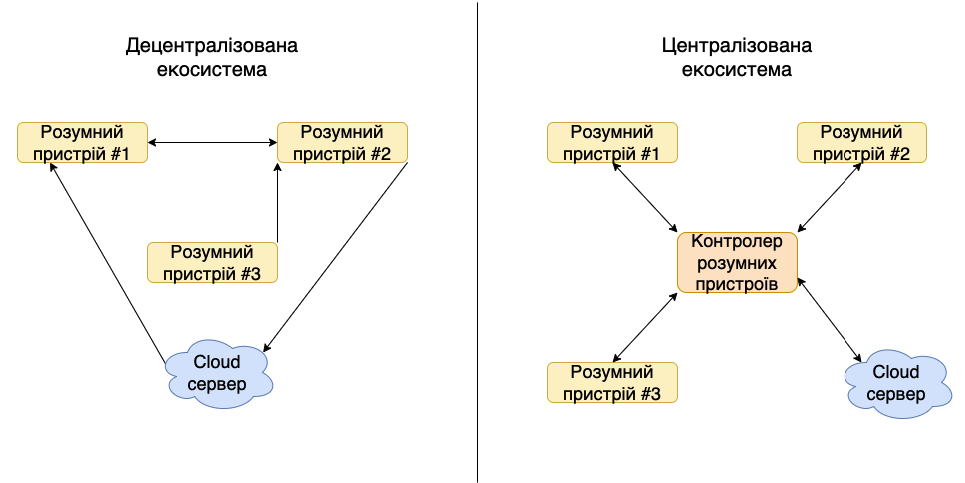 Децентралізована
екосистема
Розумний
пристрій #1
Розумний
пристрій #2
Розумний
пристрій #3
Cloud
сервер
Централізована
екосистема
Розумний
пристрій #1
Розумний
пристрій #2
Контролер
розумних
пристроїв
Розумний
пристрій #3
Cloud
сервер